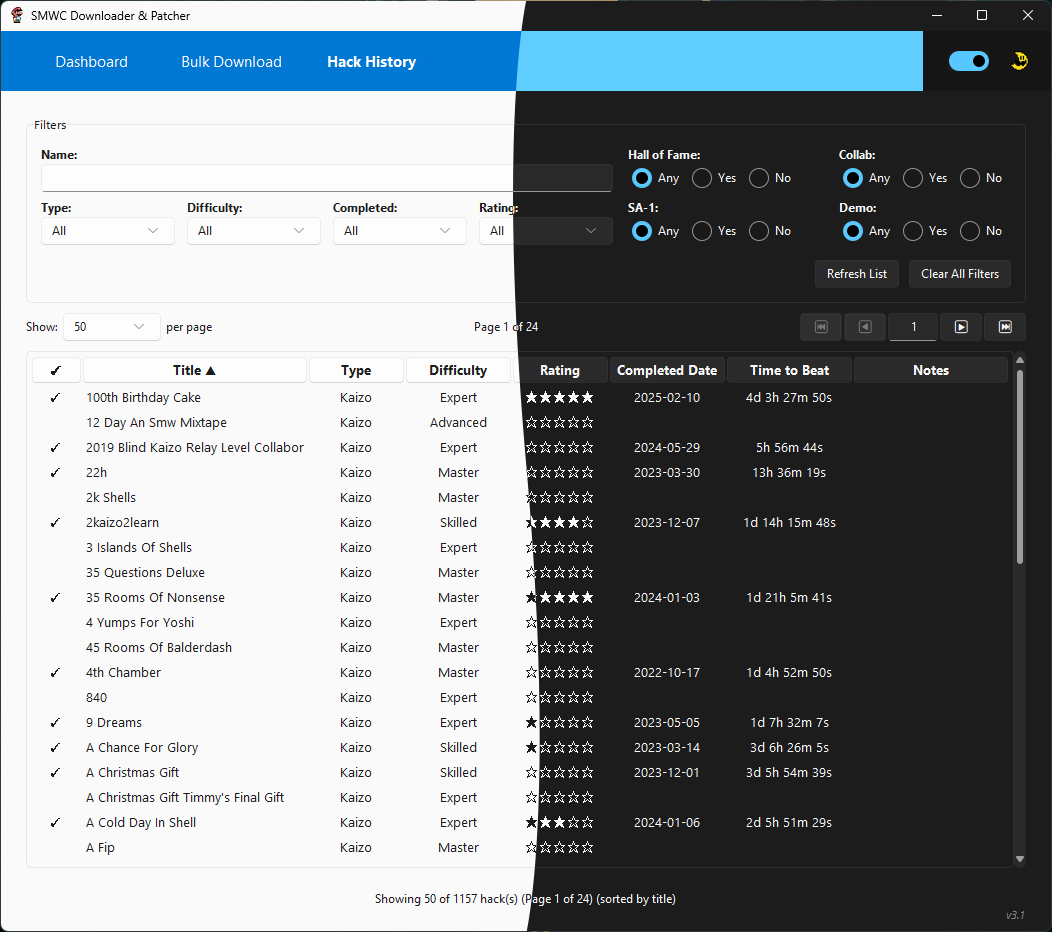 SMWC Downloader & Patcher
Dashboard Bulk Download Hack History
Filters
Name: Hall of Fame: Collab:
Any Yes No Any Yes No
Type: Difficulty: Completed: Rating: SA-1: Demo:
All All All All Any Yes No Any Yes No
Refresh List Clear All Filters
Show: 50 per page Page 1 of 24 1
✓ Title ▲ Type Difficulty Rating Completed Date Time to Beat Notes
✓ 100th Birthday Cake Kaizo Expert ★★★★★ 2025-02-10 4d 3h 27m 50s
12 Day An Smw Mixtape Kaizo Advanced ☆☆☆☆☆
✓ 2019 Blind Kaizo Relay Level Collabor Kaizo Expert ☆☆☆☆☆ 2024-05-29 5h 56m 44s
✓ 22h Kaizo Master ☆☆☆☆☆ 2023-03-30 13h 36m 19s
2k Shells Kaizo Master ☆☆☆☆☆
✓ 2kaizo2learn Kaizo Skilled ★★★★☆ 2023-12-07 1d 14h 15m 48s
3 Islands Of Shells Kaizo Expert ☆☆☆☆☆
35 Questions Deluxe Kaizo Master ☆☆☆☆☆
✓ 35 Rooms Of Nonsense Kaizo Master ★★★★★ 2024-01-03 1d 21h 5m 41s
4 Yumps For Yoshi Kaizo Expert ☆☆☆☆☆
45 Rooms Of Balderdash Kaizo Master ☆☆☆☆☆
✓ 4th Chamber Kaizo Master ☆☆☆☆☆ 2022-10-17 1d 4h 52m 50s
840 Kaizo Expert ☆☆☆☆☆
✓ 9 Dreams Kaizo Expert ★☆☆☆☆ 2023-05-05 1d 7h 32m 7s
✓ A Chance For Glory Kaizo Skilled ★☆☆☆☆ 2023-03-14 3d 6h 26m 5s
✓ A Christmas Gift Kaizo Skilled ☆☆☆☆☆ 2023-12-01 3d 5h 54m 39s
A Christmas Gift Timmy's Final Gift Kaizo Expert ☆☆☆☆☆
✓ A Cold Day In Shell Kaizo Expert ★★★☆☆ 2024-01-06 2d 5h 51m 29s
A Fip Kaizo Master ☆☆☆☆☆
Showing 50 of 1157 hack(s) (Page 1 of 24) (sorted by title)
v3.1